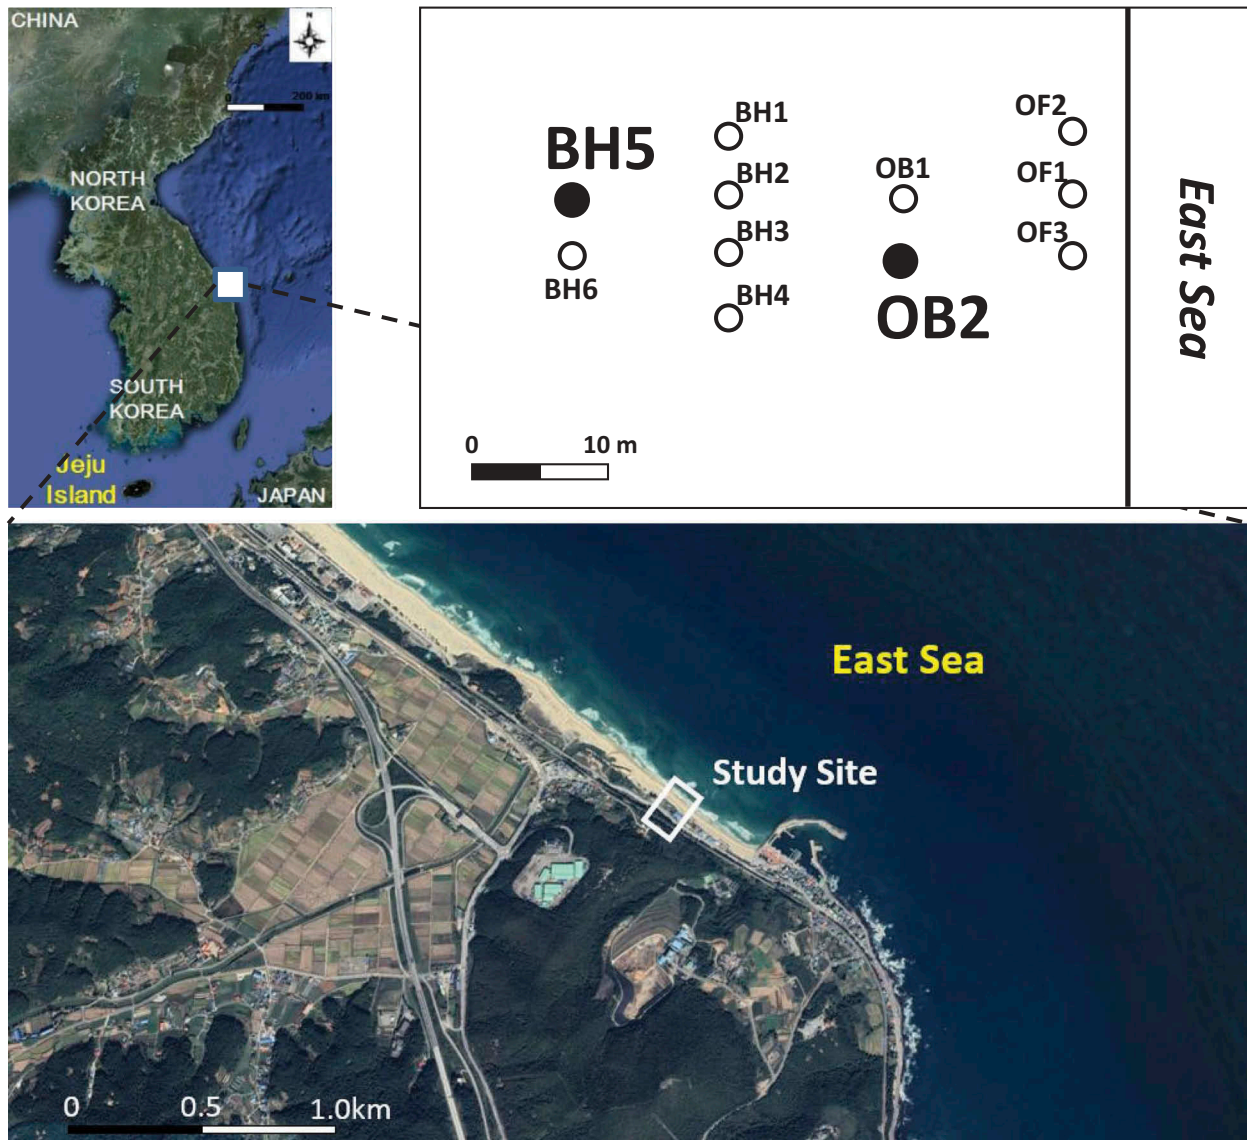 CHINA
N
0 200 km
NORTH
KOREA
SOUTH
KOREA
Jeju
Island
JAPAN
BH5
BH6
BH1
BH2
BH3
BH4
OB1
OB2
OF2
OF1
OF3
East Sea
0 10 m
East Sea
Study Site
0 0.5 1.0km